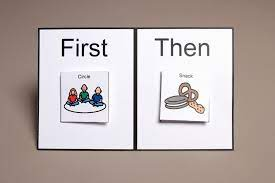 First
Circle
Then
Snack